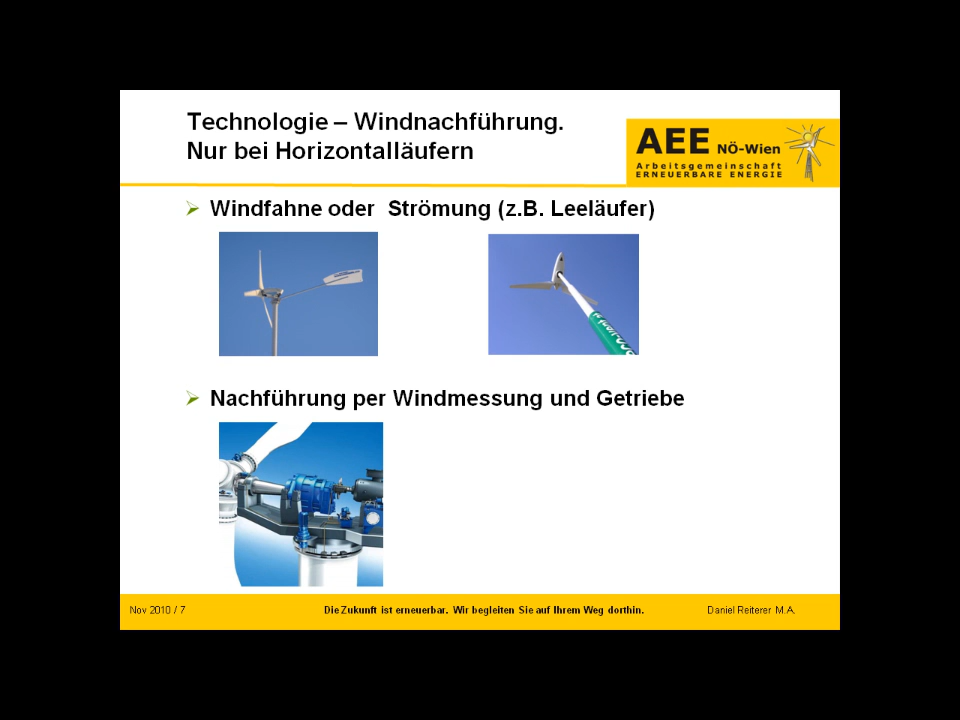 Technologie – Windnachführung.
Nur bei Horizontalläufern
AEE NÖ-Wien
Arbeitsgemeinschaft
ERNEUERBARE ENERGIE
Windfahne oder Strömung (z.B. Leeläufer)
Nachführung per Windmessung und Getriebe
Nov 2010 / 7
Die Zukunft ist erneuerbar. Wir begleiten Sie auf Ihrem Weg dorthin.
Daniel Reiterer M.A.